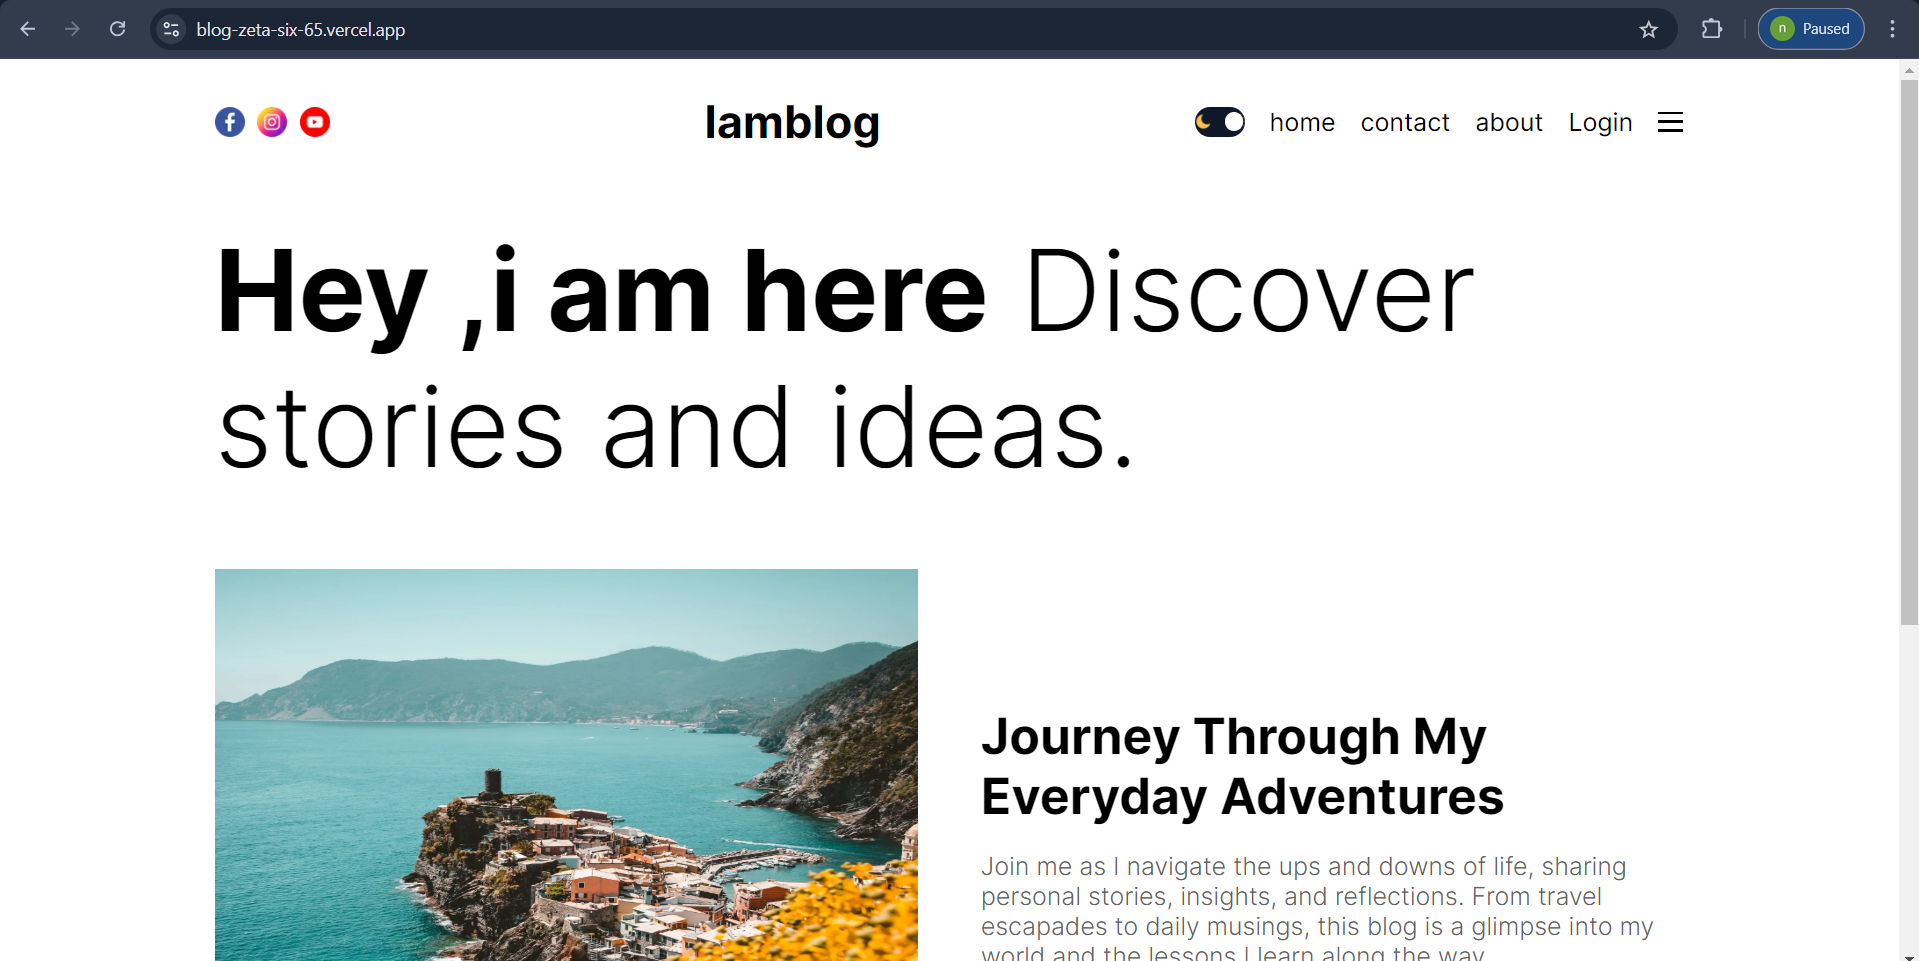 blog-zeta-six-65.vercel.app
n Paused
lamblog
home contact about Login
Hey ,i am here Discover
stories and ideas.
Journey Through My
Everyday Adventures
Join me as I navigate the ups and downs of life, sharing
personal stories, insights, and reflections. From travel
escapades to daily musings, this blog is a glimpse into my
world and the lessons I learn along the way.